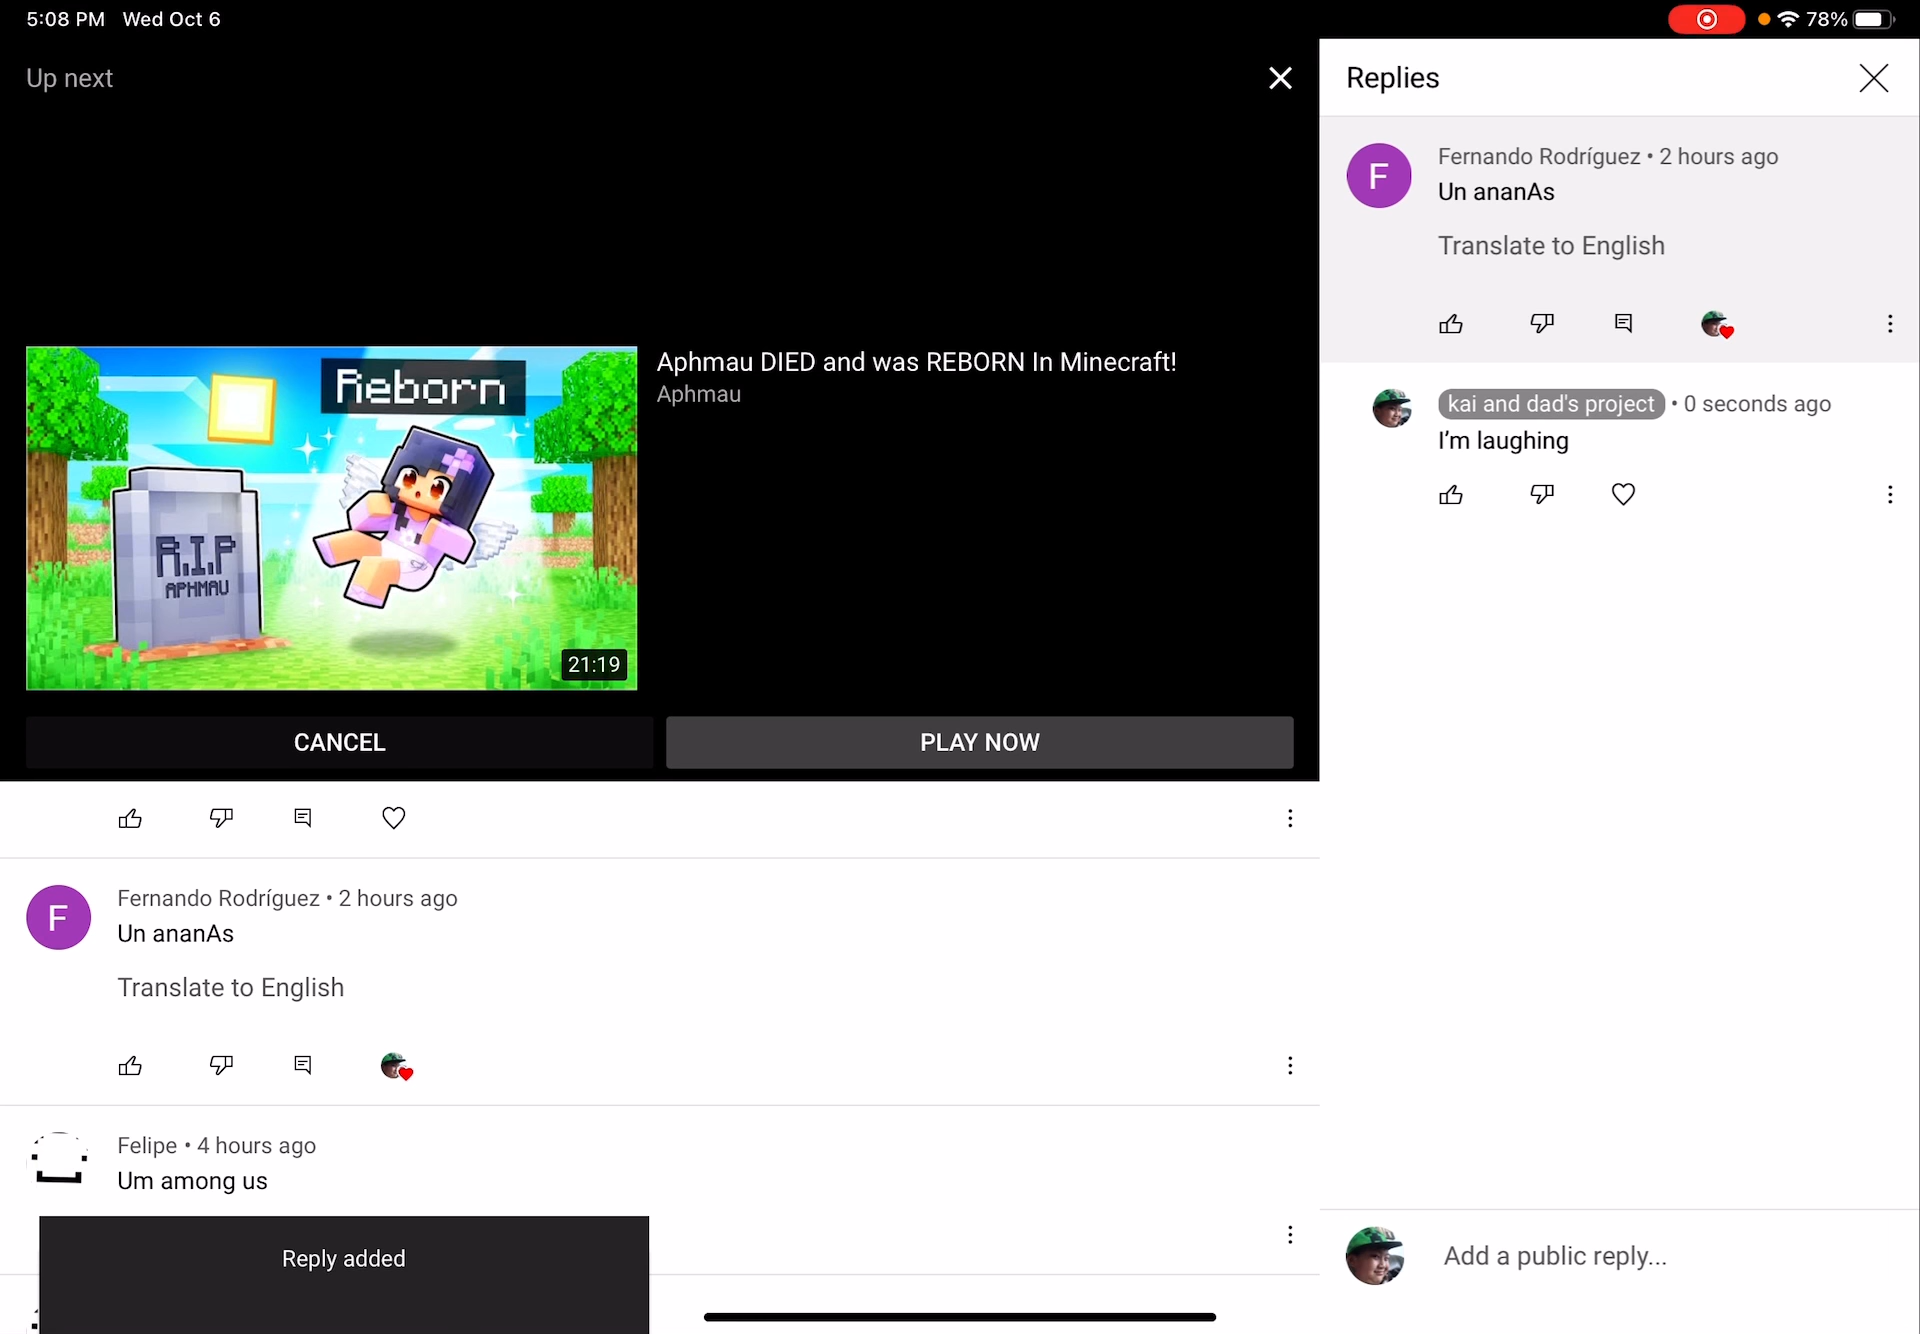 5:08 PM Wed Oct 6
78%
Up next
Reborn
R.I.P
APHMAU
21:19
Aphmau DIED and was REBORN In Minecraft!
Aphmau
CANCEL
PLAY NOW
Fernando Rodríguez • 2 hours ago
Un ananAs
Translate to English
Felipe • 4 hours ago
Um among us
Reply added
Replies
F
Fernando Rodríguez • 2 hours ago
Un ananAs
Translate to English
kai and dad's project • 0 seconds ago
I’m laughing
Add a public reply...
F